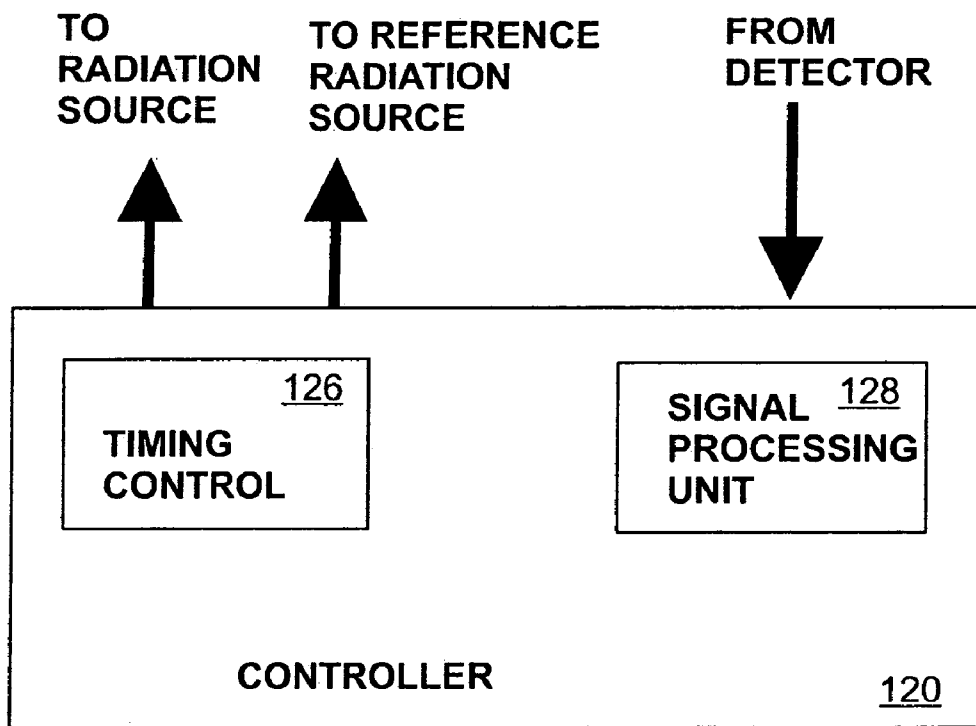 TO
RADIATION
SOURCE
TO REFERENCE
RADIATION
SOURCE
FROM
DETECTOR
126
TIMING
CONTROL
SIGNAL 128
PROCESSING
UNIT
CONTROLLER
120